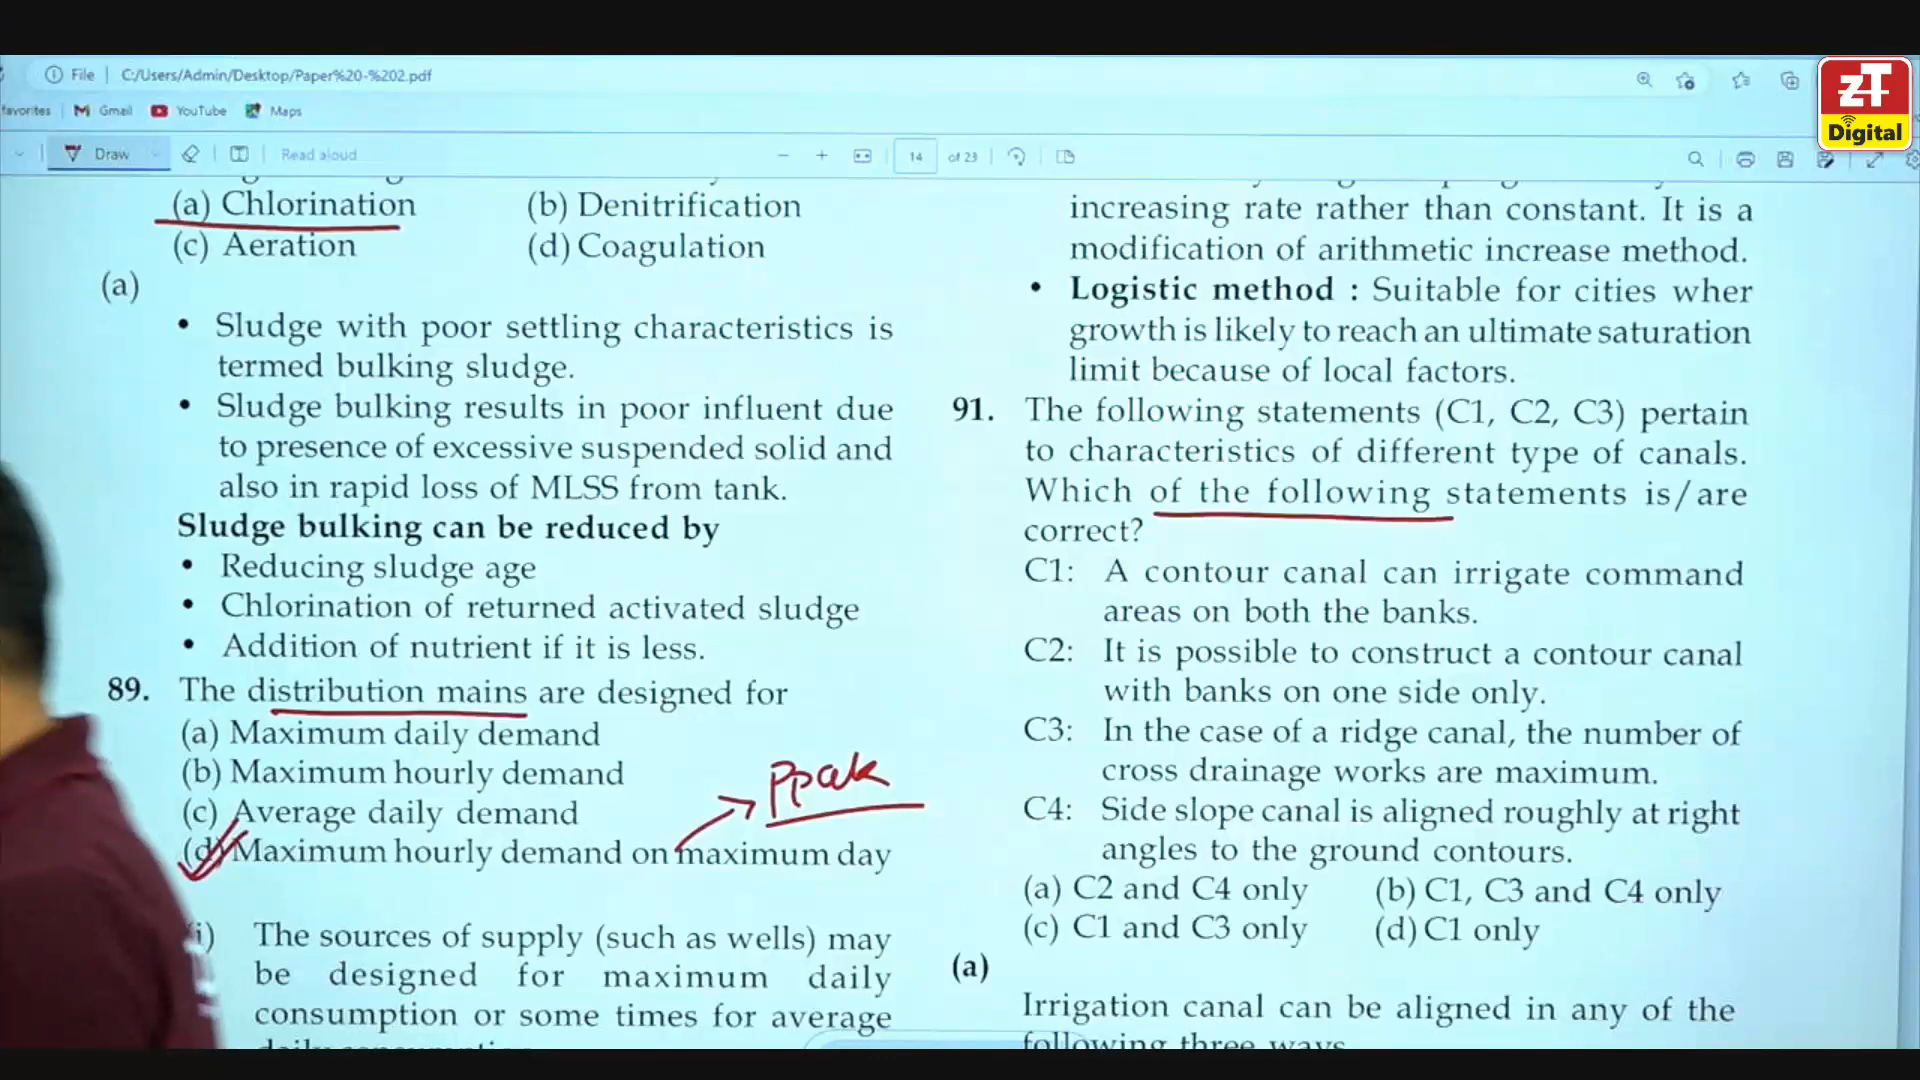 File | C:/Users/Admin/Desktop/Paper%20-%202.pdf
favorites Gmail YouTube Maps
Draw Read aloud 14 of 23
ZT Digital
(a) Chlorination (b) Denitrification
(c) Aeration (d) Coagulation
(a)
• Sludge with poor settling characteristics is
termed bulking sludge.
• Sludge bulking results in poor influent due
to presence of excessive suspended solid and
also in rapid loss of MLSS from tank.
Sludge bulking can be reduced by
• Reducing sludge age
• Chlorination of returned activated sludge
• Addition of nutrient if it is less.
89. The distribution mains are designed for
(a) Maximum daily demand
(b) Maximum hourly demand
(c) Average daily demand
(d) Maximum hourly demand on maximum day
Ppeak
i) The sources of supply (such as wells) may
be designed for maximum daily
consumption or some times for average
increasing rate rather than constant. It is a
modification of arithmetic increase method.
• Logistic method : Suitable for cities wher
growth is likely to reach an ultimate saturation
limit because of local factors.
91. The following statements (C1, C2, C3) pertain
to characteristics of different type of canals.
Which of the following statements is/are
correct?
C1: A contour canal can irrigate command
areas on both the banks.
C2: It is possible to construct a contour canal
with banks on one side only.
C3: In the case of a ridge canal, the number of
cross drainage works are maximum.
C4: Side slope canal is aligned roughly at right
angles to the ground contours.
(a) C2 and C4 only (b) C1, C3 and C4 only
(c) C1 and C3 only (d) C1 only
(a)
Irrigation canal can be aligned in any of the
following three ways